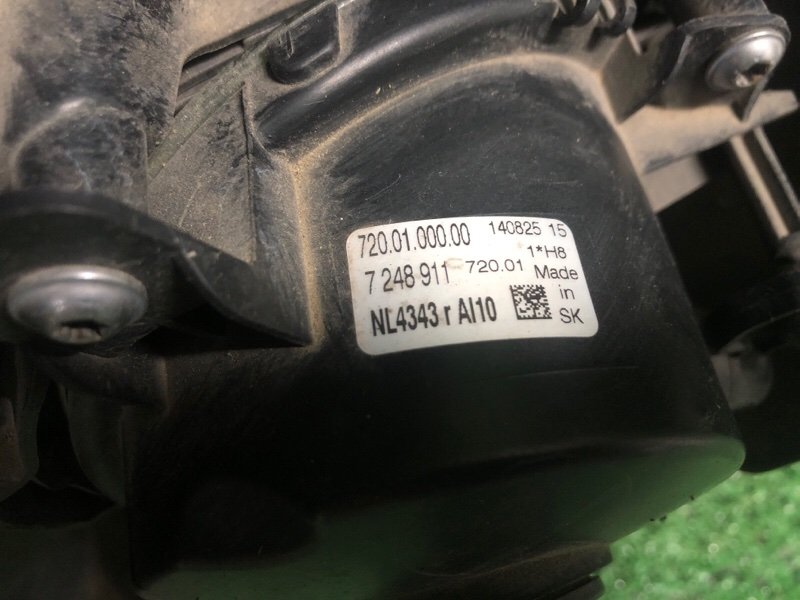 720.01.000.00 140825 15
1*H8
7 248 911 720.01 Made
in
NL4343 r AI10 SK